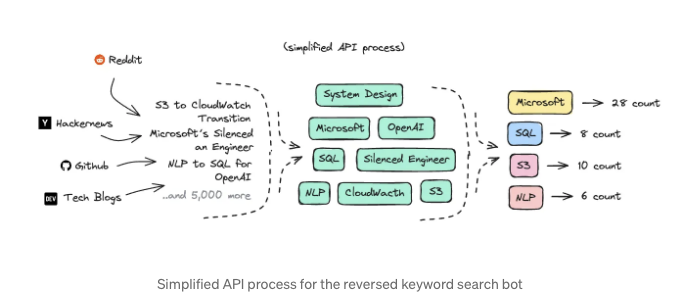 (simplified API process)
Reddit
S3 to CloudWatch
Transition
Y Hackernews
Microsoft's Silenced
an Engineer
Github
NLP to SQL for
OpenAI
DEV Tech Blogs
...and 5,000 more
System Design
Microsoft
OpenAI
SQL
Silenced Engineer
NLP
CloudWacth
S3
Microsoft 28 count
SQL 8 count
S3 10 count
NLP 6 count
Simplified API process for the reversed keyword search bot